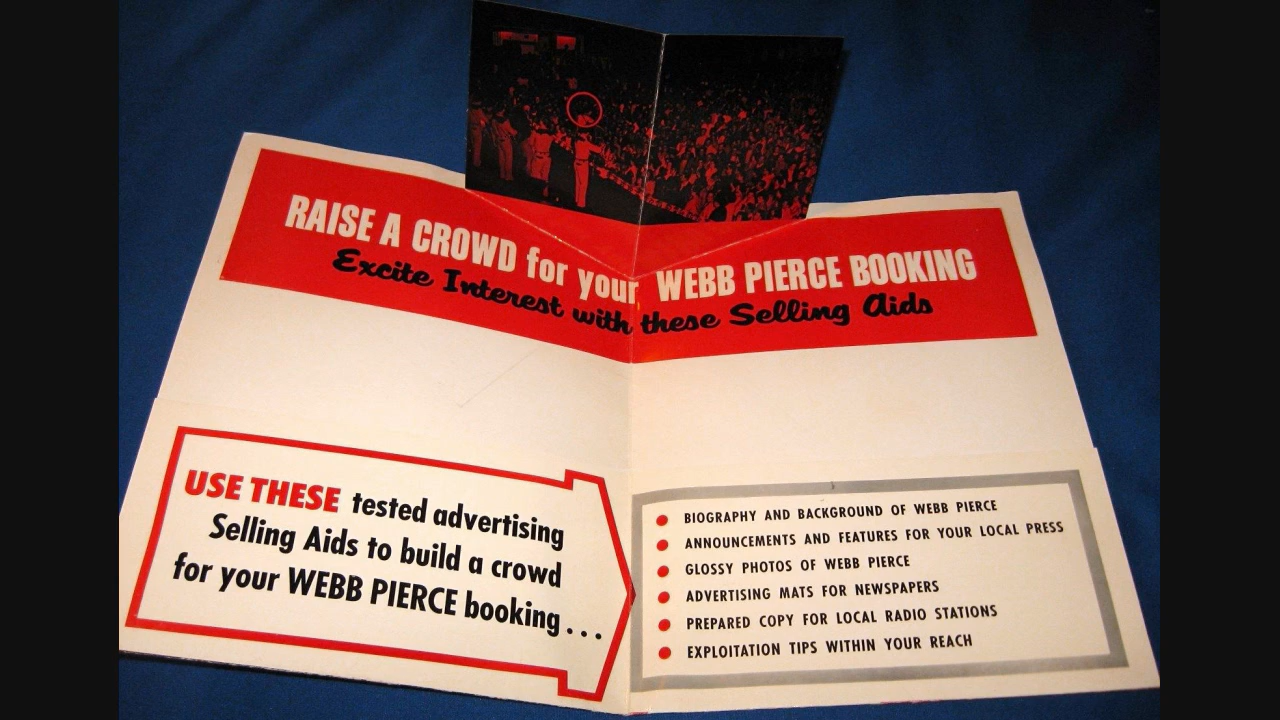 RAISE A CROWD for your WEBB PIERCE BOOKING
Excite Interest with these Selling Aids
USE THESE tested advertising
Selling Aids to build a crowd
for your WEBB PIERCE booking...
BIOGRAPHY AND BACKGROUND OF WEBB PIERCE
ANNOUNCEMENTS AND FEATURES FOR YOUR LOCAL PRESS
GLOSSY PHOTOS OF WEBB PIERCE
ADVERTISING MATS FOR NEWSPAPERS
PREPARED COPY FOR LOCAL RADIO STATIONS
EXPLOITATION TIPS WITHIN YOUR REACH